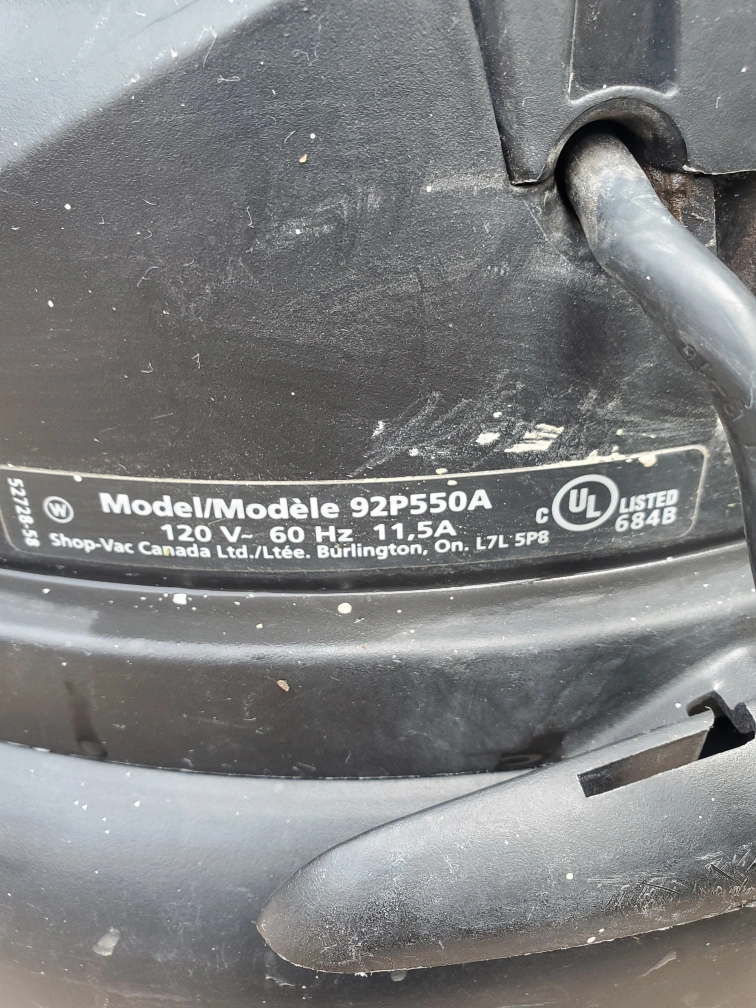 52728-58
W Model/Modèle 92P550A
120 V~ 60 Hz 11,5A
Shop-Vac Canada Ltd./Ltée. Burlington, On. L7L 5P8
C UL LISTED
684B